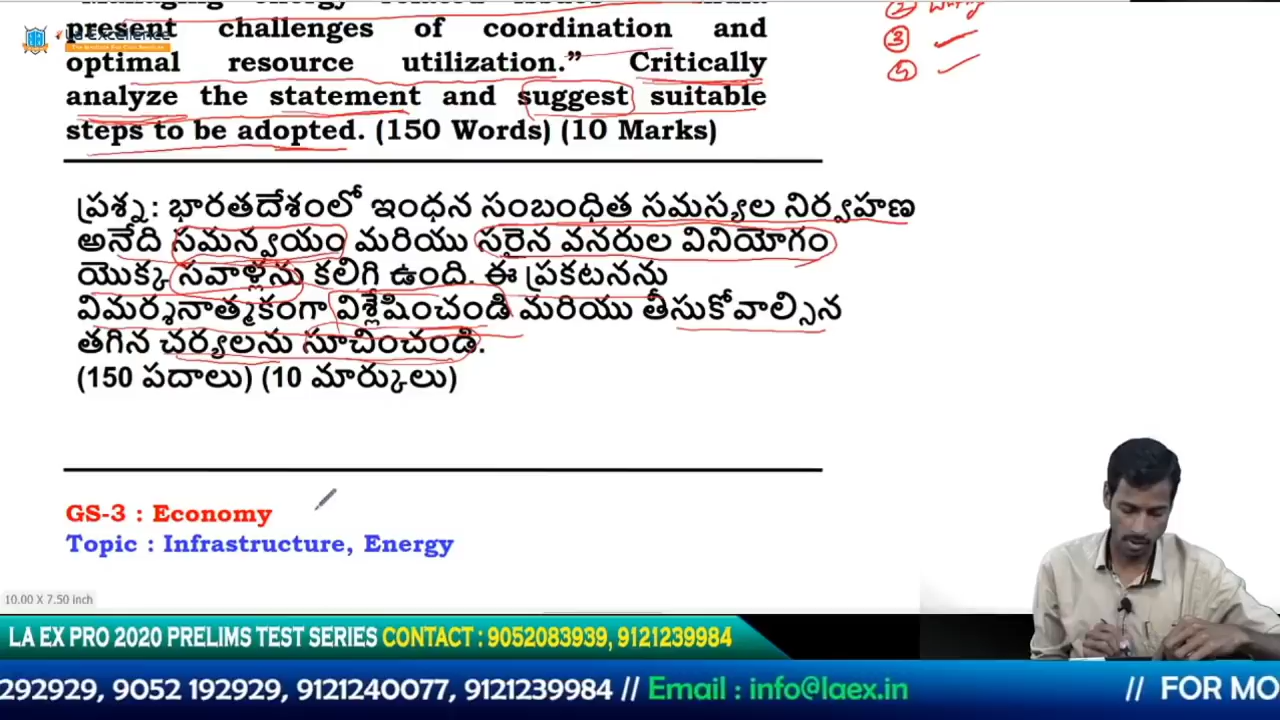 La Excellence
present challenges of coordination and
optimal resource utilization.” Critically
analyze the statement and suggest suitable
steps to be adopted. (150 Words) (10 Marks)
ప్రశ్న: భారతదేశంలో ఇంధన సంబంధిత సమస్యల నిర్వహణ
అనేది సమన్వయం మరియు సరైన వనరుల వినియోగం
యొక్క సవాళ్లను కలిగి ఉంది. ఈ ప్రకటనను
విమర్శనాత్మకంగా విశ్లేషించండి మరియు తీసుకోవాల్సిన
తగిన చర్యలను సూచించండి.
(150 పదాలు) (10 మార్కులు)
GS-3 : Economy
Topic : Infrastructure, Energy
10.00 X 7.50 inch
LA EX PRO 2020 PRELIMS TEST SERIES CONTACT : 9052083939, 9121239984
292929, 9052 192929, 9121240077, 9121239984 // Email : info@laex.in // FOR MO